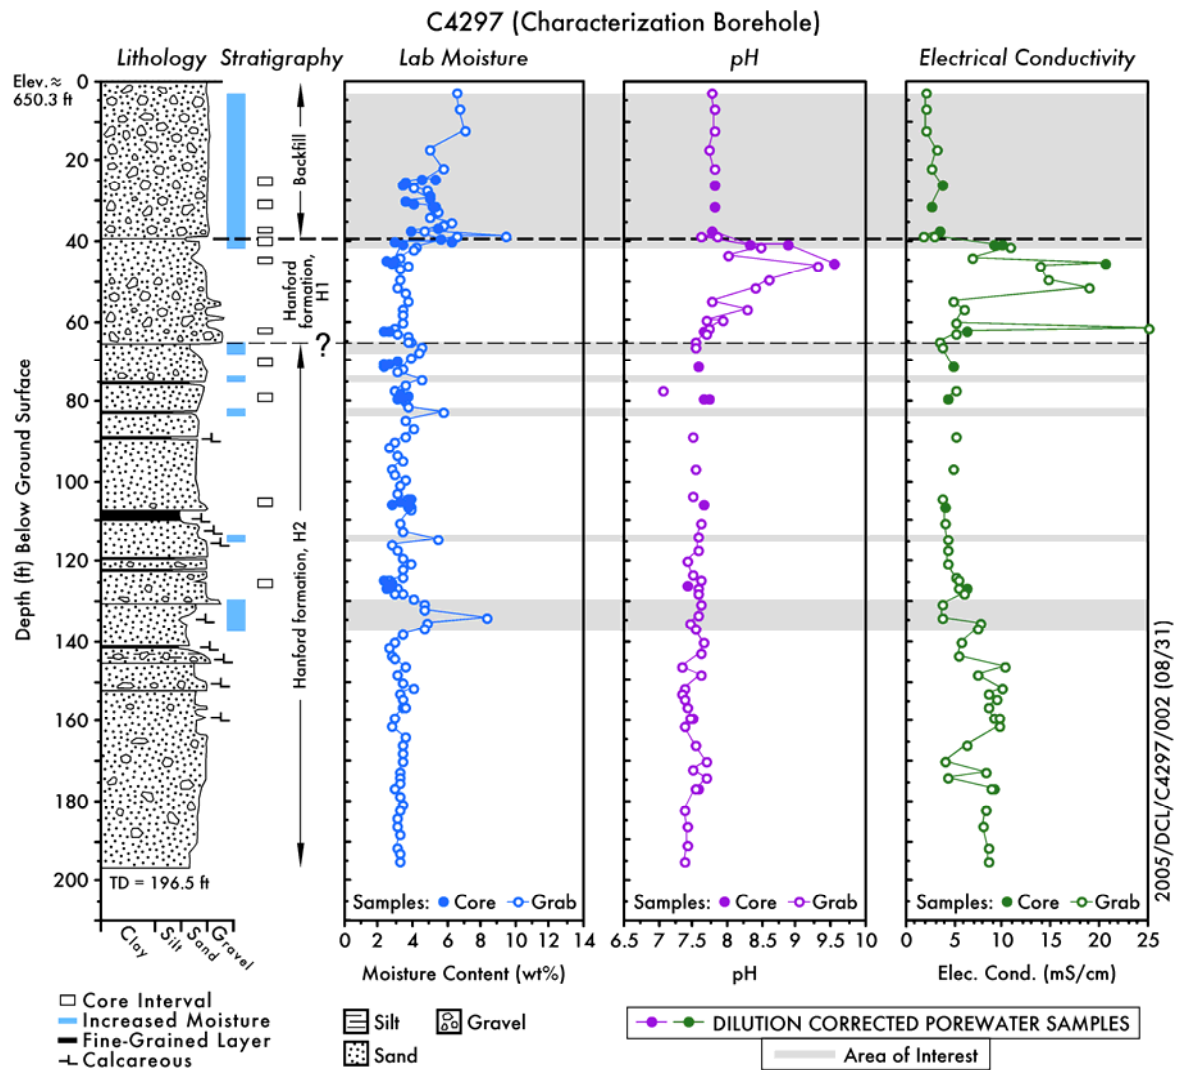 C4297 (Characterization Borehole)
Lithology Stratigraphy Lab Moisture pH Electrical Conductivity
Elev. ≈
650.3 ft
0
20
40
60
80
100
120
140
160
180
200
Depth (ft) Below Ground Surface
Backfill
Hanford
formation,
H1
?
Hanford formation, H2
TD = 196.5 ft
Clay
Silt
Sand
Gravel
Samples: Core Grab
0 2 4 6 8 10 12 14
Moisture Content (wt%)
Samples: Core Grab
6.5 7 7.5 8 8.5 9 9.5 10
pH
Samples: Core Grab
0 5 10 15 20 25
Elec. Cond. (mS/cm)
2005/DCL/C4297/002 (08/31)
Core Interval
Increased Moisture
Fine-Grained Layer
Calcareous
Silt Gravel
Sand
DILUTION CORRECTED POREWATER SAMPLES
Area of Interest